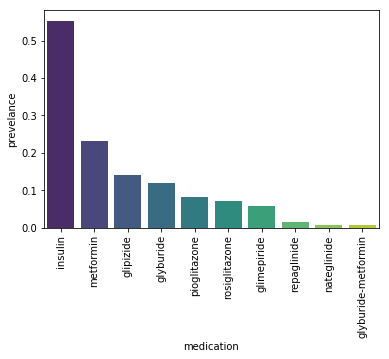 prevelance
0.5
0.4
0.3
0.2
0.1
0.0
insulin
metformin
glipizide
glyburide
pioglitazone
rosiglitazone
glimepiride
repaglinide
nateglinide
glyburide-metformin
medication